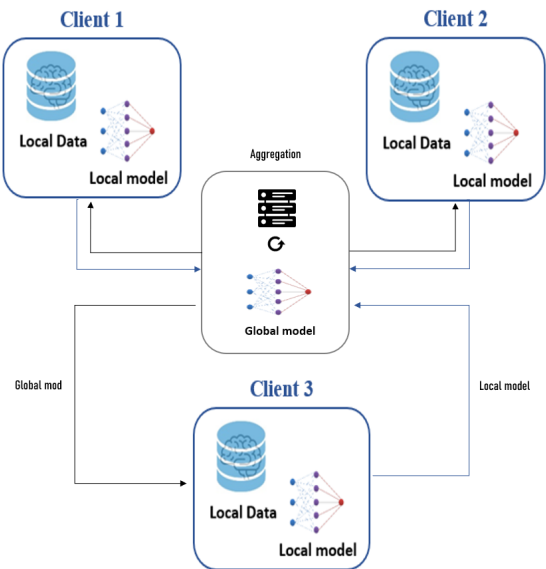 Client 1
Client 2
Local Data
Local model
Local Data
Local model
Aggregation
Global model
Global mod
Local model
Client 3
Local Data
Local model